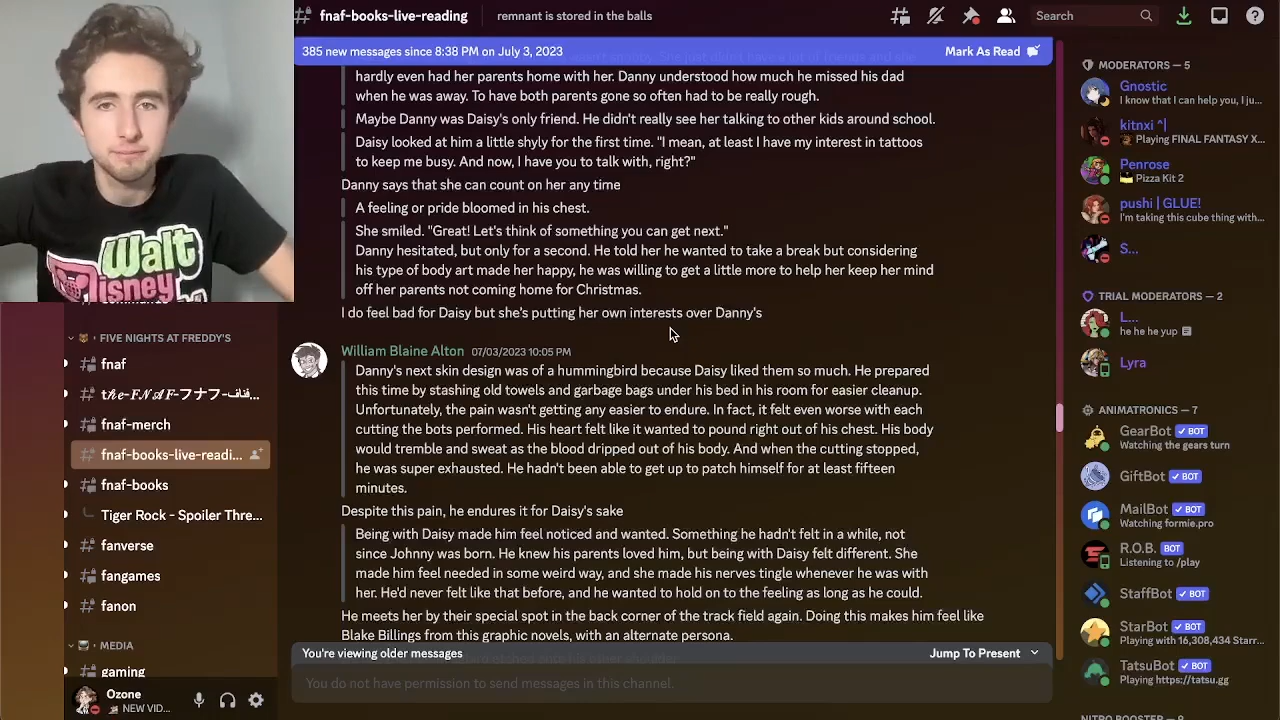 fnaf-books-live-reading
remnant is stored in the balls
Search
385 new messages since 8:38 PM on July 3, 2023
Mark As Read
hardly even had her parents home with her. Danny understood how much he missed his dad
when he was away. To have both parents gone so often had to be really rough.
Maybe Danny was Daisy's only friend. He didn't really see her talking to other kids around school.
Daisy looked at him a little shyly for the first time. "I mean, at least I have my interest in tattoos
to keep me busy. And now, I have you to talk with, right?"
Danny says that she can count on her any time
A feeling or pride bloomed in his chest.
She smiled. "Great! Let's think of something you can get next."
Danny hesitated, but only for a second. He told her he wanted to take a break but considering
his type of body art made her happy, he was willing to get a little more to help her keep her mind
off her parents not coming home for Christmas.
I do feel bad for Daisy but she's putting her own interests over Danny's
William Blaine Alton 07/03/2023 10:05 PM
Danny's next skin design was of a hummingbird because Daisy liked them so much. He prepared
this time by stashing old towels and garbage bags under his bed in his room for easier cleanup.
Unfortunately, the pain wasn't getting any easier to endure. In fact, it felt even worse with each
cutting the bots performed. His heart felt like it wanted to pound right out of his chest. His body
would tremble and sweat as the blood dripped out of his body. And when the cutting stopped,
he was super exhausted. He hadn't been able to get up to patch himself for at least fifteen
minutes.
Despite this pain, he endures it for Daisy's sake
Being with Daisy made him feel noticed and wanted. Something he hadn't felt in a while, not
since Johnny was born. He knew his parents loved him, but being with Daisy felt different. She
made him feel needed in some weird way, and she made his nerves tingle whenever he was with
her. He'd never felt like that before, and he wanted to hold on to the feeling as long as he could.
He meets her by their special spot in the back corner of the track field again. Doing this makes him feel like
Blake Billings from this graphic novels, with an alternate persona.
You're viewing older messages
Jump To Present
You do not have permission to send messages in this channel.
Walt
Disney
FIVE NIGHTS AT FREDDY'S
fnaf
the-FNAF-フナフ-فناف...
fnaf-merch
fnaf-books-live-readi...
fnaf-books
Tiger Rock - Spoiler Thre...
fanverse
fangames
fanon
MEDIA
gaming
Ozone
NEW VID...
MODERATORS — 5
Gnostic
I know that I can help you, I ju...
kitnxi ^|
Playing FINAL FANTASY X...
Penrose
Pizza Kit 2
pushi | GLUE!
I'm taking this cube thing with...
S...
TRIAL MODERATORS — 2
L...
he he he yup
Lyra
ANIMATRONICS — 7
GearBot ✓ BOT
Watching the gears turn
GiftBot ✓ BOT
MailBot ✓ BOT
Watching formie.pro
R.O.B. BOT
Listening to /play
StaffBot ✓ BOT
StarBot ✓ BOT
Playing with 16,308,434 Starr...
TatsuBot ✓ BOT
Playing https://tatsu.gg